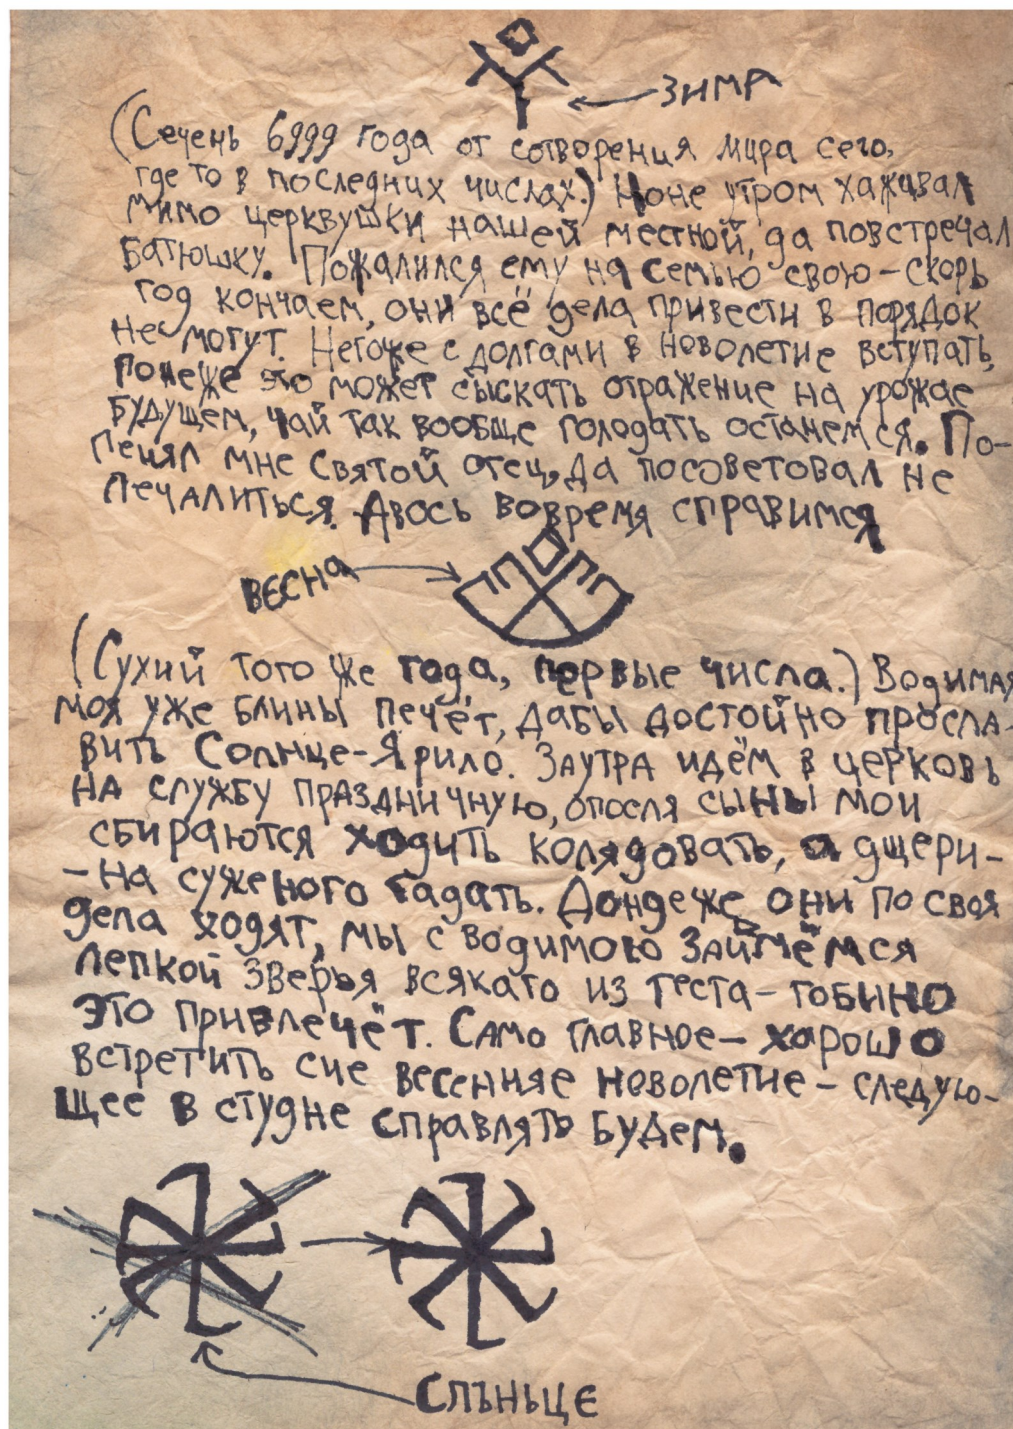 ЗИМА
(Сечень 6999 года от сотворения мира сего,
где то в последних числах.) Ноне утром хаживал
мимо церквушки нашей местной, да повстречал
Батюшку. Пожалился ему на семью свою – скорь
год кончаем, они всё дела привести в порядок
не могут. Негоже с долгами в новолетие вступать,
понеже это может сыскать отражение на урожае
будущем, чай так вообще голодать останемся. По-
пенял мне святой отец, да посоветовал не
печалиться. Авось вовремя справимся
ВЕСНА
(Сухий того же года, первые числа.) Водимая
моя уже блины печёт, дабы достойно просла-
вить Солнце-Ярило. Заутра идём в церковь
на службу праздничную, опосля сыны мои
сбираются ходить колядовать, а дщери-
- на суженого гадать. Дондеже они по своя
дела ходят, мы с водимою займёмся
лепкой зверья всякаго из теста – гобино
это привлечёт. Само главное – хорошо
встретить сие весенняе новолетие – следую-
щее в студне справлять будем.
Слъньце